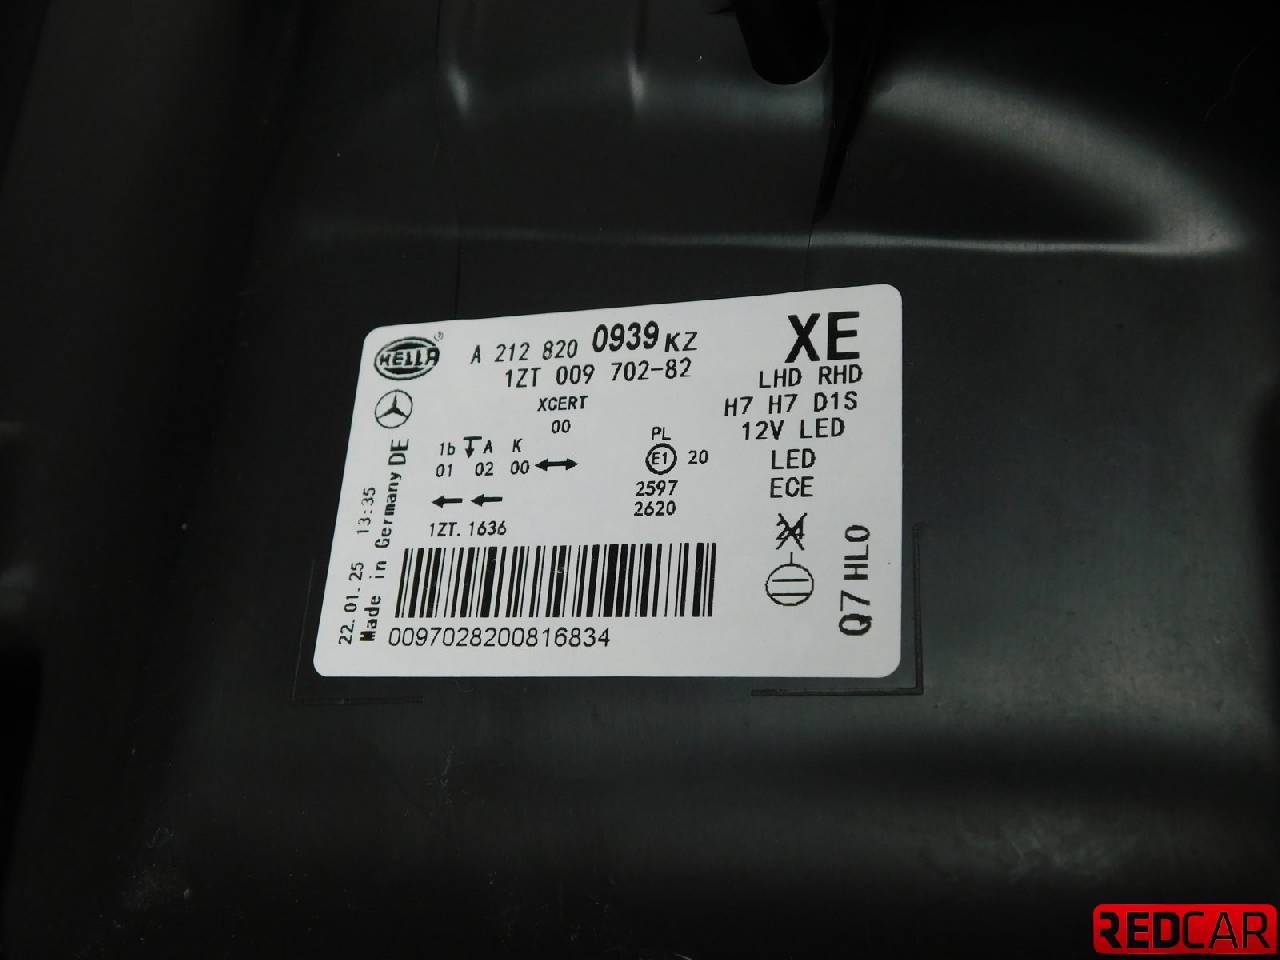 HELLA ®
A 212 820 0939 KZ
1ZT 009 702-82
XCERT
00
XE
LHD RHD
H7 H7 D1S
12V LED
LED
ECE
1b A K
01 02 00
PL
E1 20
2597
2620
1ZT.1636
24
0097028200816834
22.01.25 13:35
Made in Germany DE
Q7 HL0
REDCAR